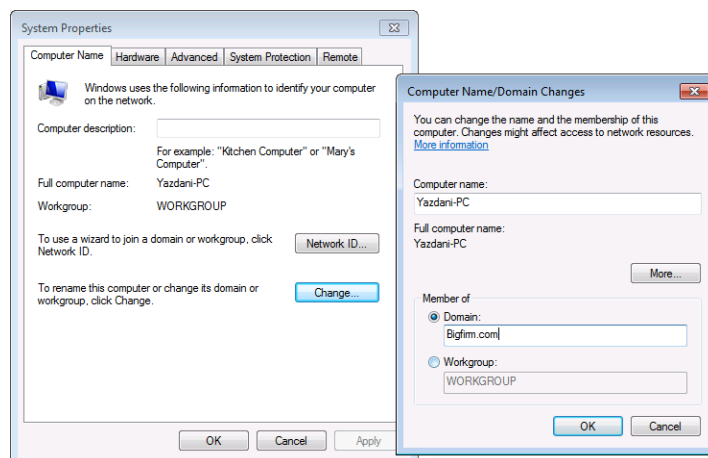 System Properties
Computer Name Hardware Advanced System Protection Remote
Windows uses the following information to identify your computer
on the network.
Computer description:
For example: "Kitchen Computer" or "Mary's
Computer".
Full computer name: Yazdani-PC
Workgroup: WORKGROUP
To use a wizard to join a domain or workgroup, click
Network ID.
Network ID...
To rename this computer or change its domain or
workgroup, click Change.
Change...
OK Cancel Apply
Computer Name/Domain Changes
You can change the name and the membership of this
computer. Changes might affect access to network resources.
More information
Computer name:
Yazdani-PC
Full computer name:
Yazdani-PC
More...
Member of
Domain:
Bigfirm.com
Workgroup:
WORKGROUP
OK Cancel